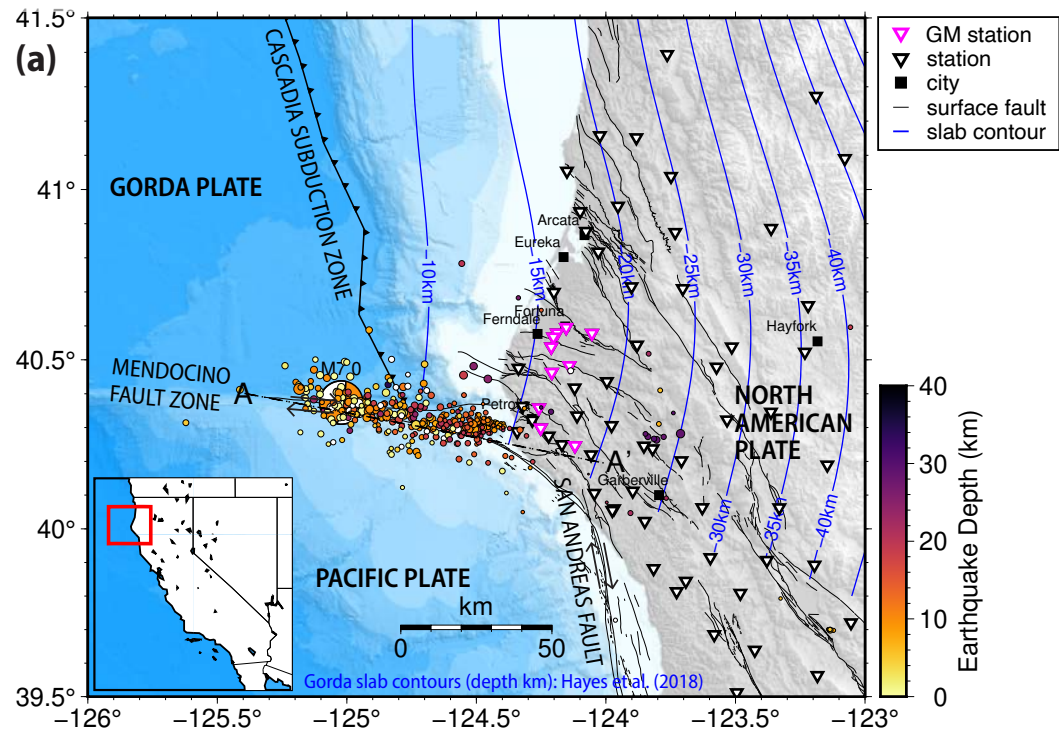 (a)
41.5°
41°
40.5°
40°
39.5°
−126°
−125.5°
−125°
−124.5°
−124°
−123.5°
−123°
GM station
station
city
surface fault
slab contour
CASCADIA SUBDUCTION ZONE
GORDA PLATE
Arcata
Eureka
−10km
−15km
−20km
−25km
−30km
−35km
−40km
Fortuna
Ferndale
Hayfork
MENDOCINO
FAULT ZONE
A
M7.0
Petrolia
NORTH
AMERICAN
PLATE
A'
Garberville
−30km
−35km
−40km
SAN ANDREAS FAULT
PACIFIC PLATE
km
0
50
Gorda slab contours (depth km): Hayes et al. (2018)
40
30
20
10
0
Earthquake Depth (km)